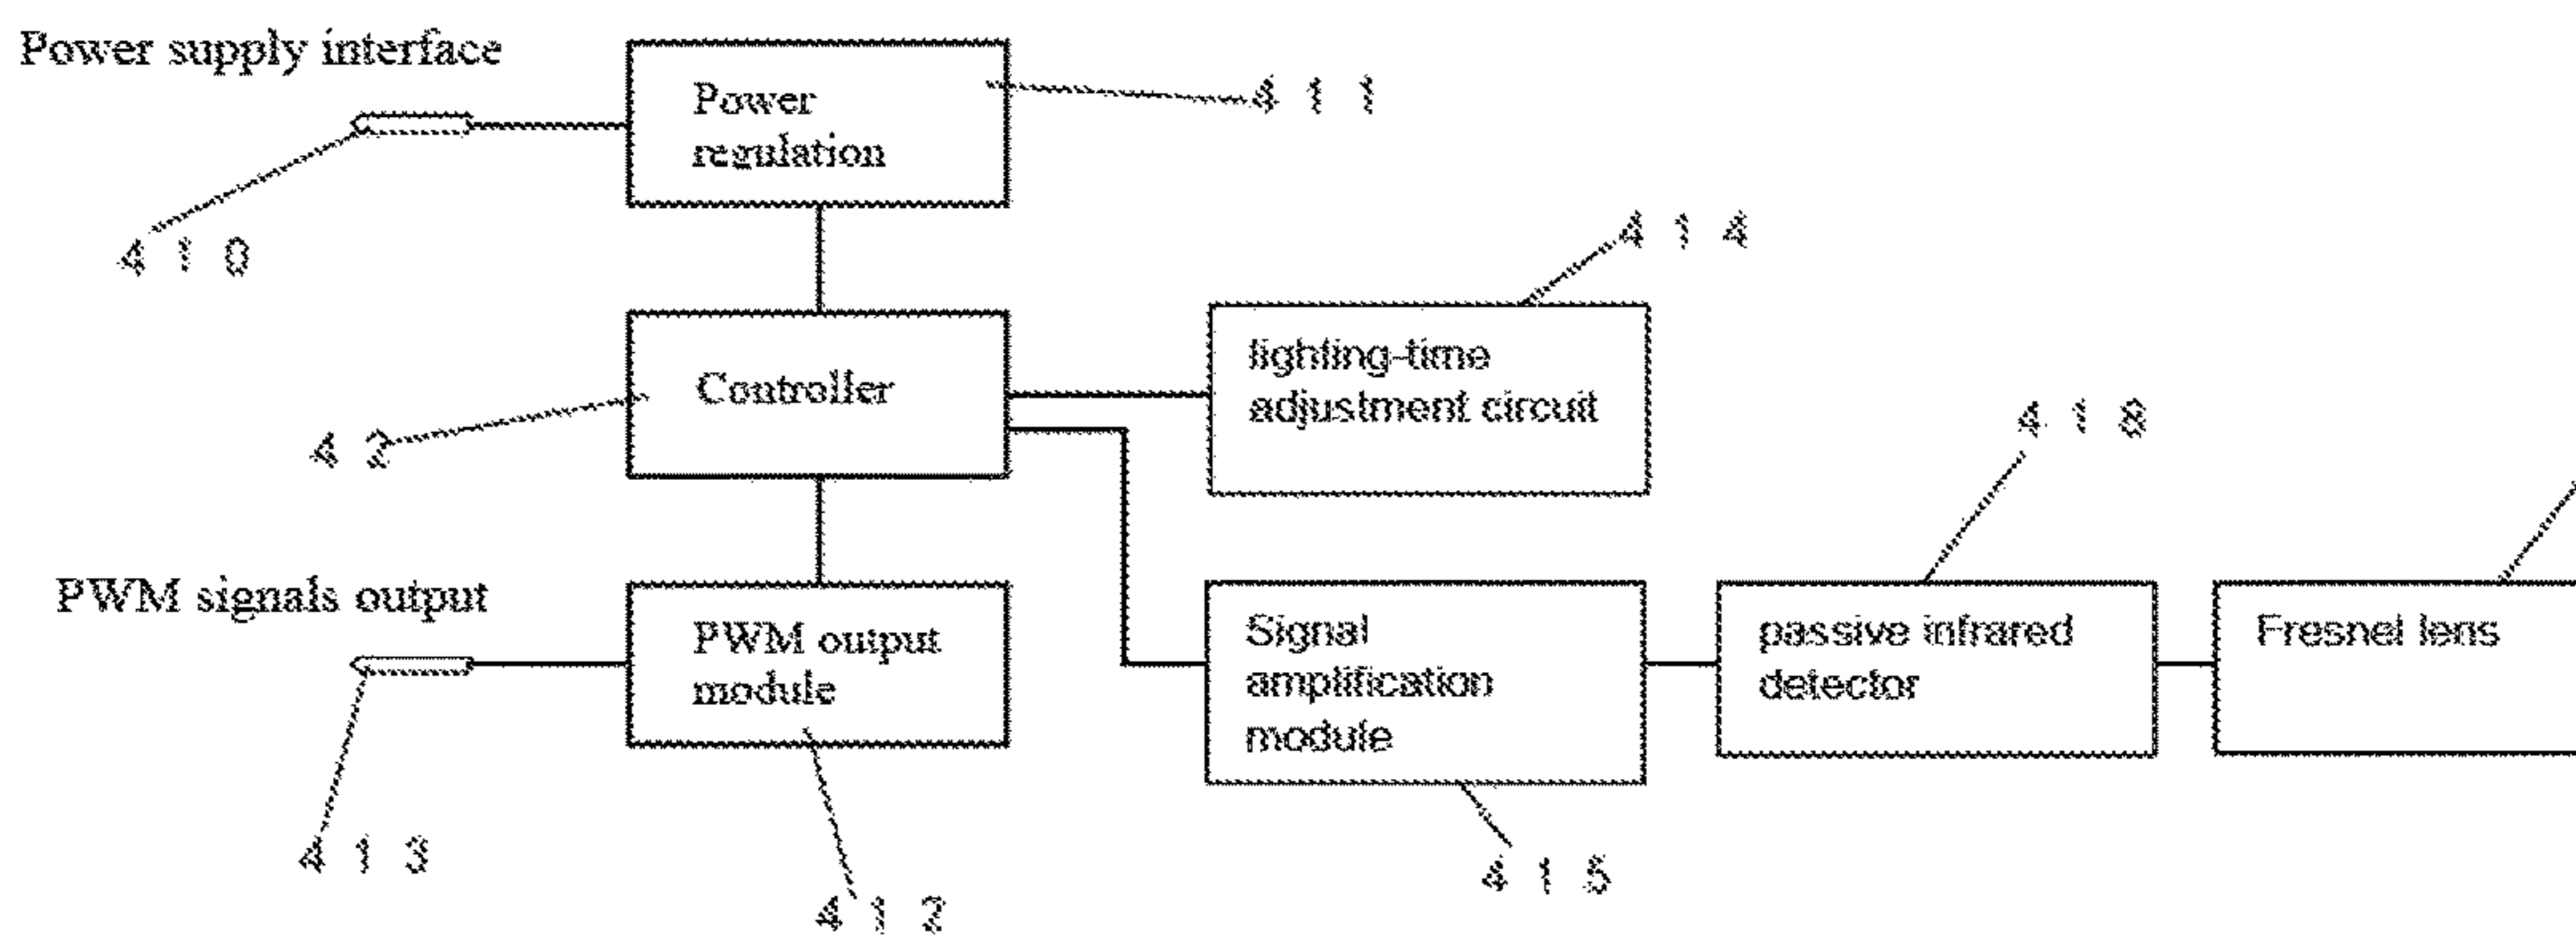 Power supply interface
Power
regulation
4 1 1
4 1 0
4 1 4
Controller
lighting-time
adjustment circuit
4 2
4 1 8
PWM signals output
PWM output
module
Signal
amplification
module
passive infrared
detector
Fresnel lens
4 1 3
4 1 2
4 1 5